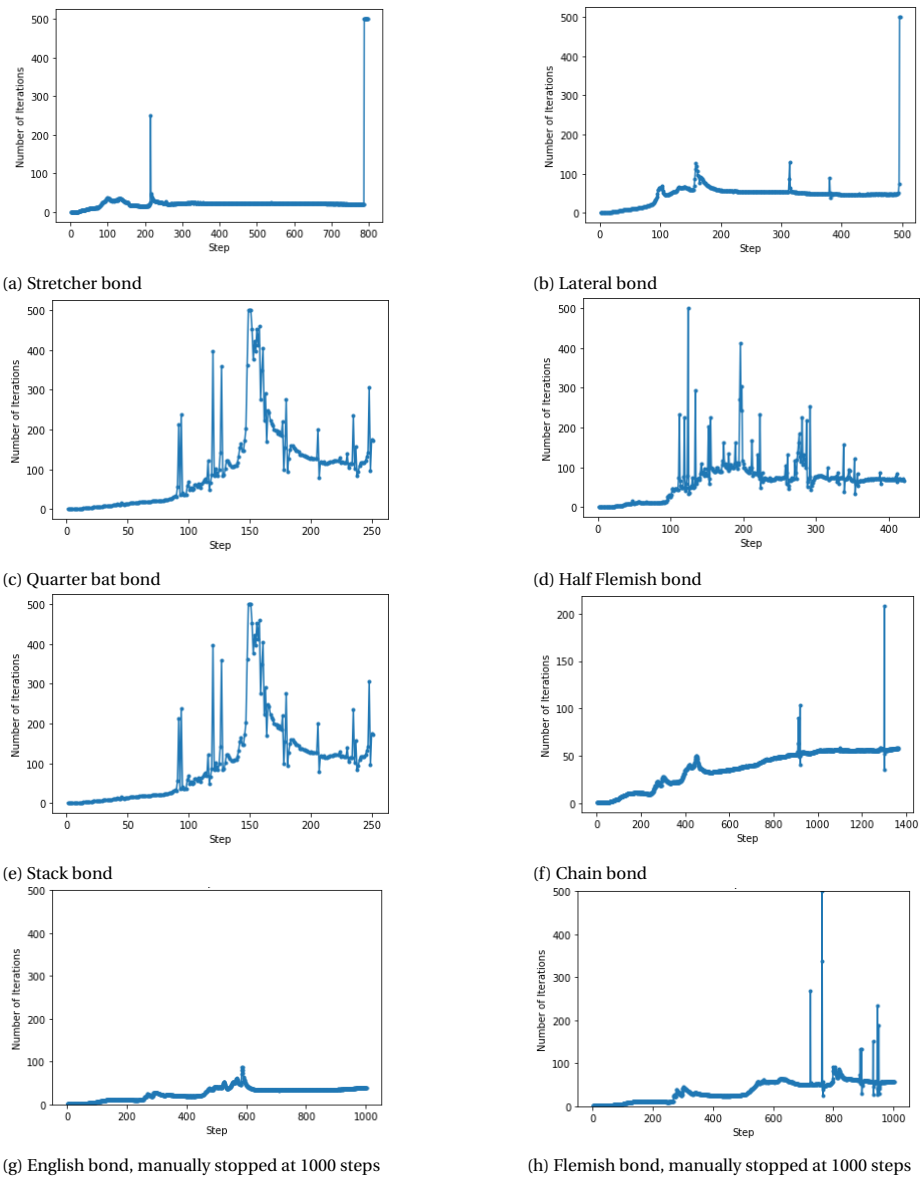 500
400
300
200
100
0
Number of Iterations
0 100 200 300 400 500 600 700 800
Step
(a) Stretcher bond
500
400
300
200
100
0
Number of Iterations
0 100 200 300 400 500
Step
(b) Lateral bond
500
400
300
200
100
0
Number of Iterations
0 50 100 150 200 250
Step
(c) Quarter bat bond
500
400
300
200
100
0
Number of Iterations
0 100 200 300 400
Step
(d) Half Flemish bond
500
400
300
200
100
0
Number of Iterations
0 50 100 150 200 250
Step
(e) Stack bond
200
150
100
50
0
Number of Iterations
0 200 400 600 800 1000 1200 1400
Step
(f) Chain bond
500
400
300
200
100
0
Number of Iterations
0 200 400 600 800 1000
Step
(g) English bond, manually stopped at 1000 steps
500
400
300
200
100
0
Number of Iterations
0 200 400 600 800 1000
Step
(h) Flemish bond, manually stopped at 1000 steps